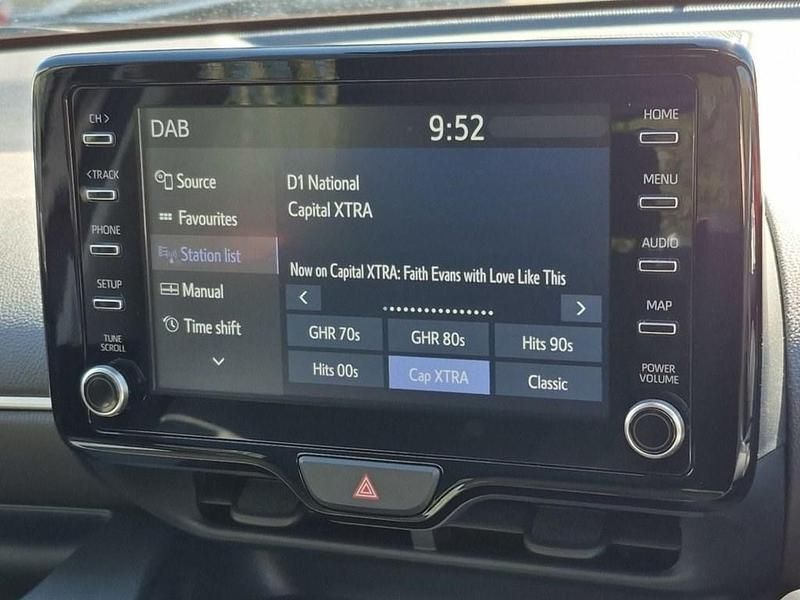 CH >
<TRACK
PHONE
SETUP
TUNE
SCROLL
DAB
9:52
Source
Favourites
Station list
Manual
Time shift
D1 National
Capital XTRA
Now on Capital XTRA: Faith Evans with Love Like This
GHR 70s
GHR 80s
Hits 90s
Hits 00s
Cap XTRA
Classic
HOME
MENU
AUDIO
MAP
POWER
VOLUME